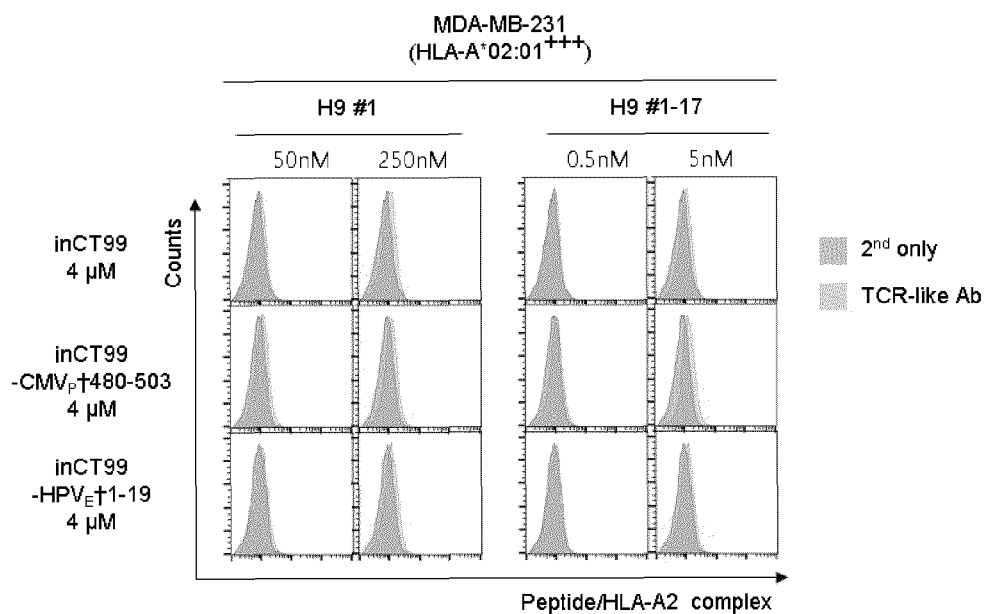 MDA-MB-231
(HLA-A*02:01+++)
H9 #1
H9 #1-17
50nM
250nM
0.5nM
5nM
Counts
inCT99
4 µM
inCT99
-CMVP†480-503
4 µM
inCT99
-HPVE†1-19
4 µM
2nd only
TCR-like Ab
Peptide/HLA-A2 complex